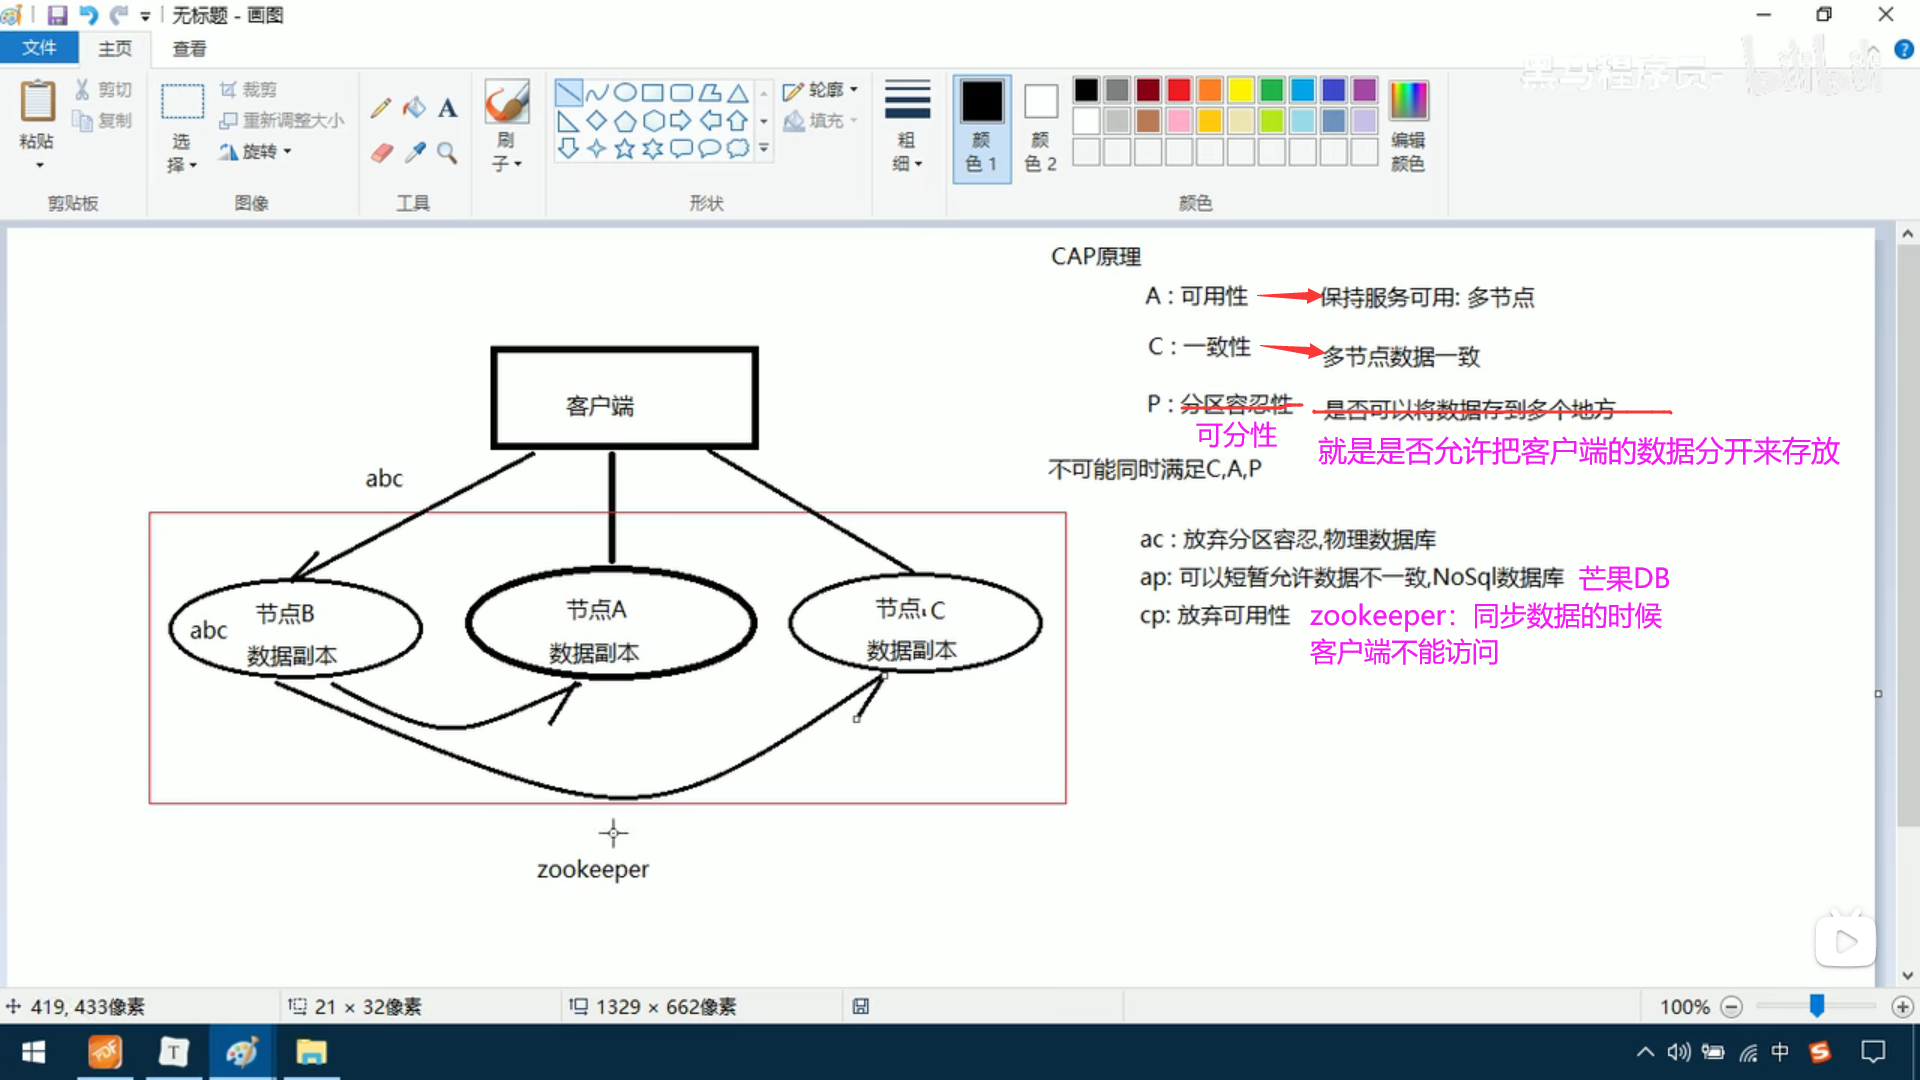 无标题 - 画图
文件
主页
查看
黑马程序员
bilibili
粘贴
剪切
复制
剪贴板
选择
裁剪
重新调整大小
旋转
图像
A
工具
刷子
轮廓
填充
形状
粗细
颜色 1
颜色 2
编辑颜色
颜色
CAP原理
A : 可用性
保持服务可用: 多节点
C : 一致性
多节点数据一致
P : 分区容忍性
是否可以将数据存到多个地方
可分性
就是是否允许把客户端的数据分开来存放
不可能同时满足C,A,P
ac : 放弃分区容忍,物理数据库
ap: 可以短暂允许数据不一致,NoSql数据库 芒果DB
cp: 放弃可用性 zookeeper：同步数据的时候
客户端不能访问
客户端
abc
节点B
abc
数据副本
节点A
数据副本
节点 C
数据副本
zookeeper
419, 433像素
21 × 32像素
1329 × 662像素
100%
PDF
T
中
S